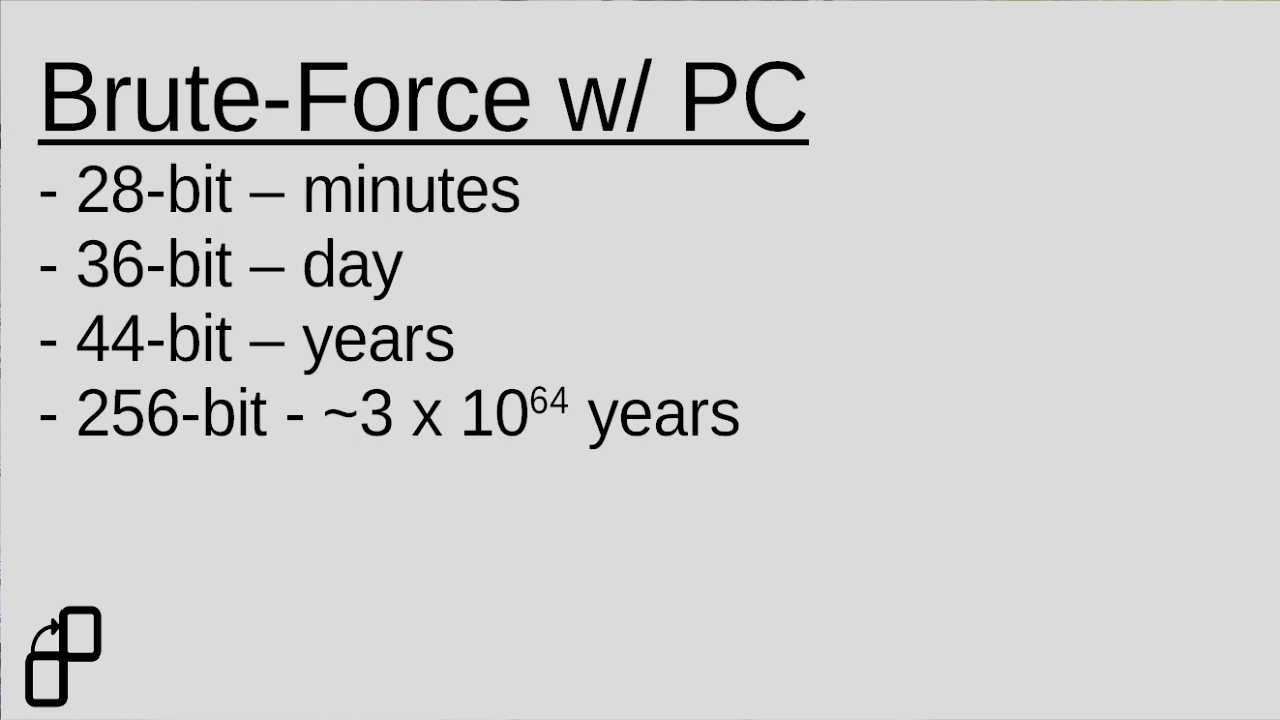 Brute-Force w/ PC
- 28-bit – minutes
- 36-bit – day
- 44-bit – years
- 256-bit - ~3 x 10⁶⁴ years